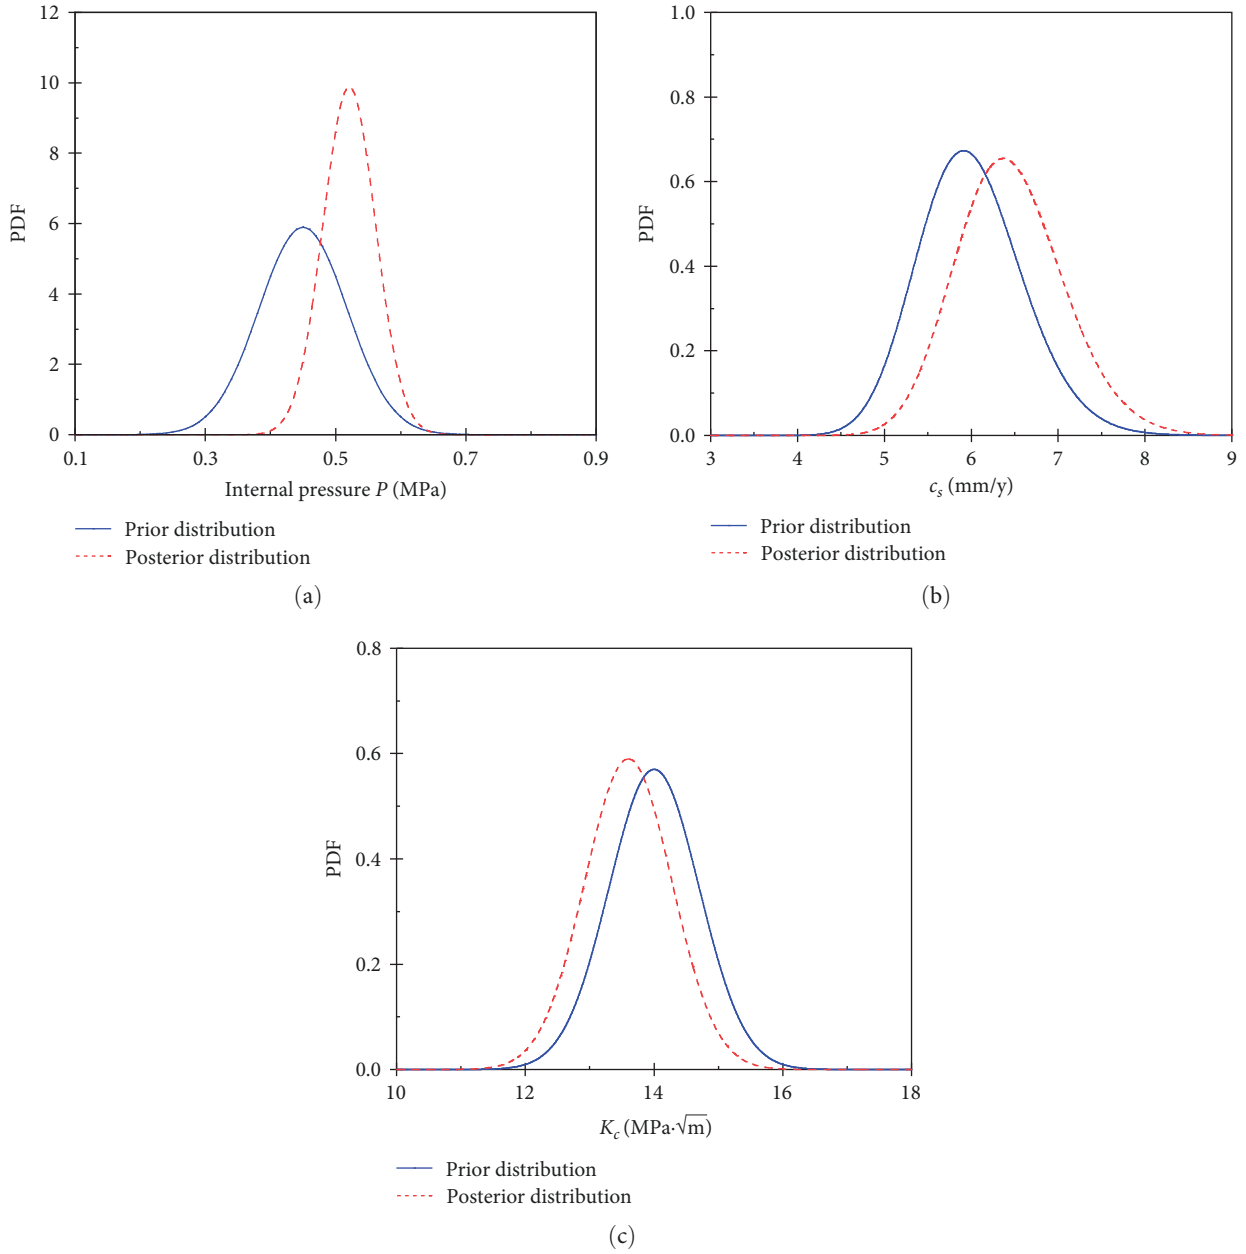 12
10
8
6
4
2
0
PDF
0.1
0.3
0.5
0.7
0.9
Internal pressure P (MPa)
Prior distribution
Posterior distribution
(a)
1.0
0.8
0.6
0.4
0.2
0.0
PDF
3
4
5
6
7
8
9
c_s (mm/y)
Prior distribution
Posterior distribution
(b)
0.8
0.6
0.4
0.2
0.0
PDF
10
12
14
16
18
K_c (MPa·√m)
Prior distribution
Posterior distribution
(c)